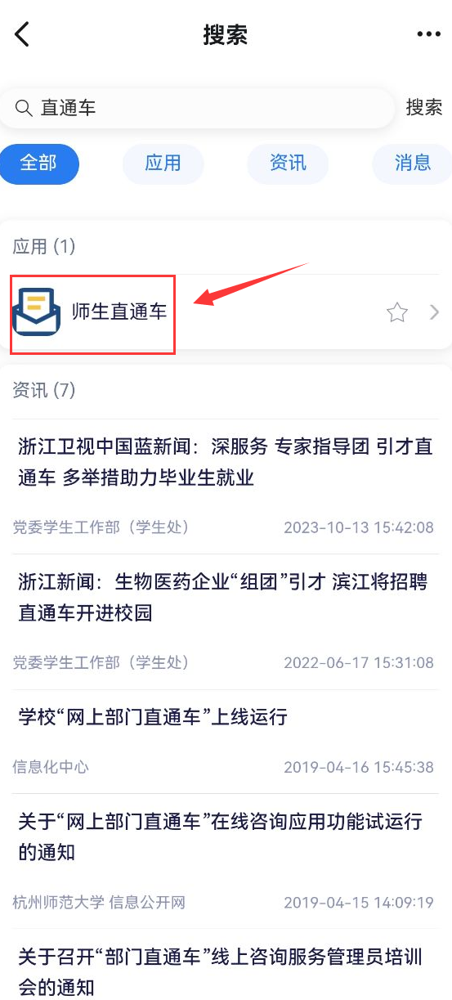 搜索
直通车
搜索
全部
应用
资讯
消息
应用 (1)
师生直通车
资讯 (7)
浙江卫视中国蓝新闻：深服务 专家指导团 引才直
通车 多举措助力毕业生就业
党委学生工作部（学生处）
2023-10-13 15:42:08
浙江新闻：生物医药企业“组团”引才 滨江将招聘
直通车开进校园
党委学生工作部（学生处）
2022-06-17 15:31:08
学校“网上部门直通车”上线运行
信息化中心
2019-04-16 15:45:38
关于“网上部门直通车”在线咨询应用功能试运行
的通知
杭州师范大学 信息公开网
2019-04-15 14:09:19
关于召开“部门直通车”线上咨询服务管理员培训
会的通知